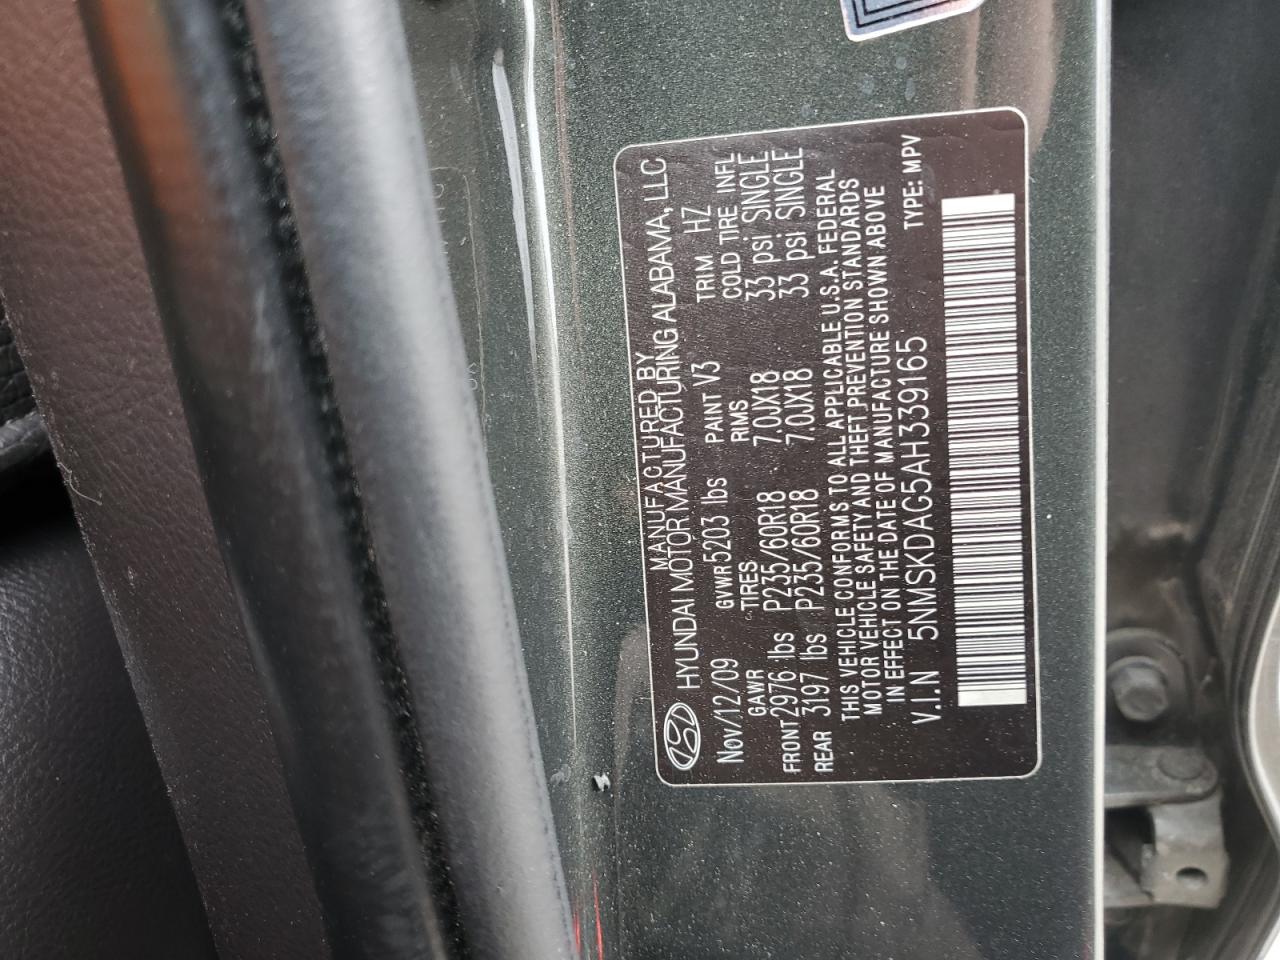 MANUFACTURED BY
HYUNDAI MOTOR MANUFACTURING ALABAMA, LLC
Nov/12/09 GVWR 5203 lbs PAINT V3 TRIM HZ
GAWR TIRES RIMS COLD TIRE INFL
FRONT 2976 lbs P235/60R18 7.0JX18 33 psi SINGLE
REAR 3197 lbs P235/60R18 7.0JX18 33 psi SINGLE
THIS VEHICLE CONFORMS TO ALL APPLICABLE U.S.A. FEDERAL
MOTOR VEHICLE SAFETY AND THEFT PREVENTION STANDARDS
IN EFFECT ON THE DATE OF MANUFACTURE SHOWN ABOVE
V.I.N 5NMSKDAG5AH339165 TYPE: MPV